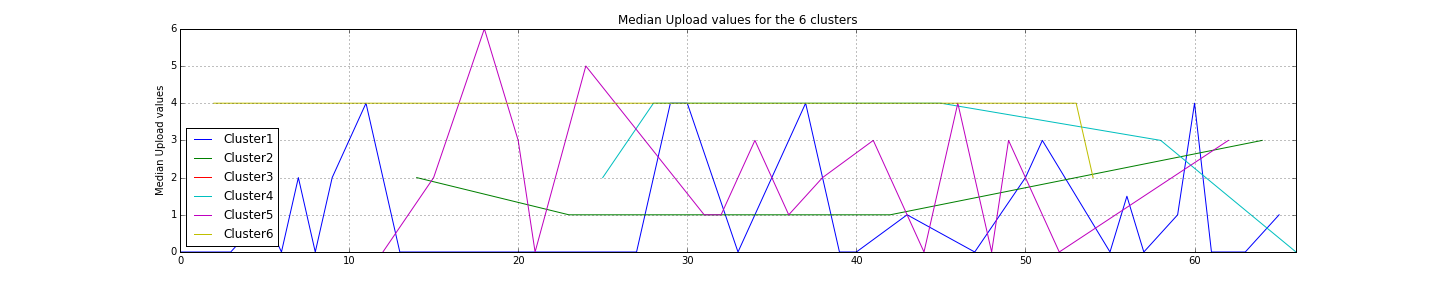 Median Upload values for the 6 clusters
Median Upload values
6
5
4
3
2
1
0
Cluster1
Cluster2
Cluster3
Cluster4
Cluster5
Cluster6
0 10 20 30 40 50 60